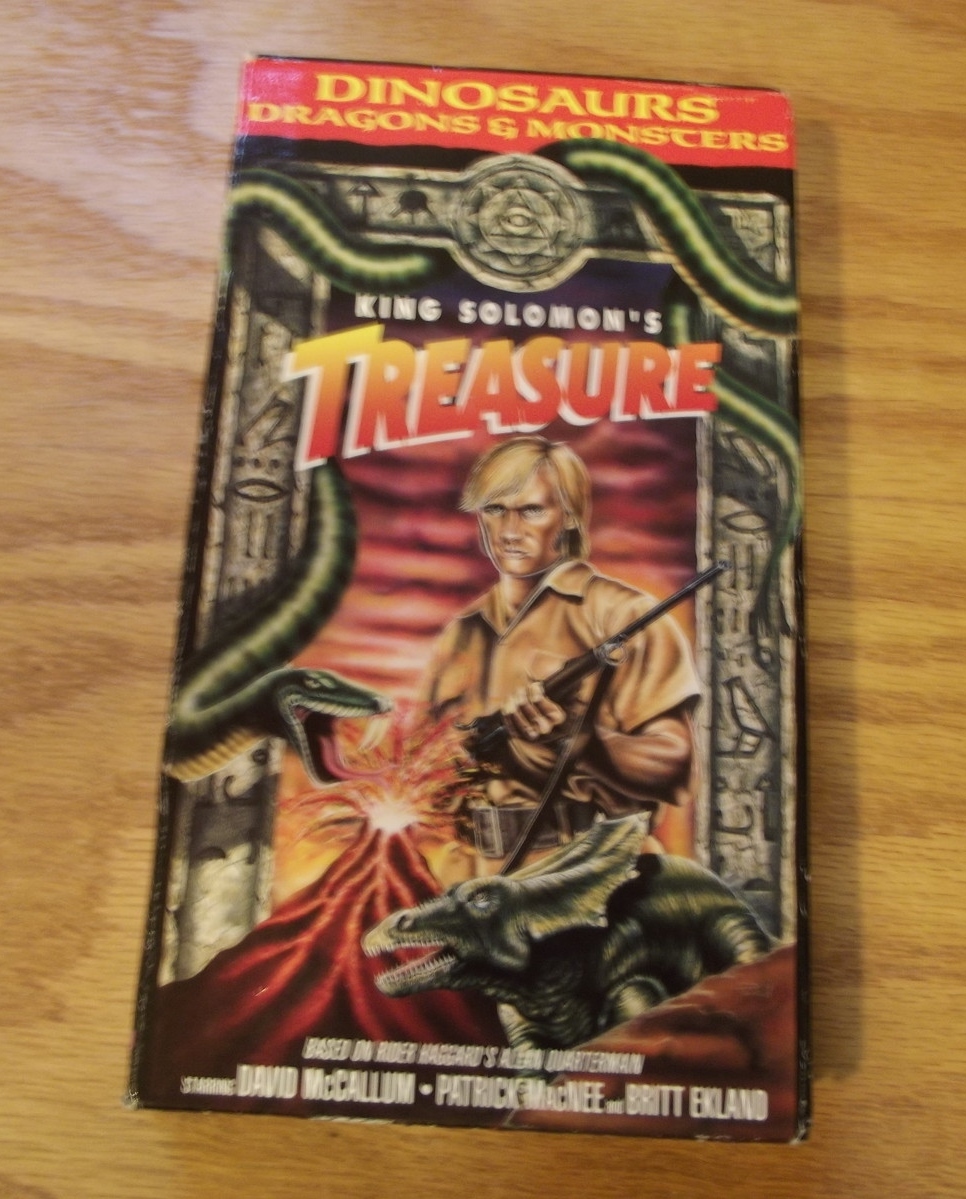 DINOSAURS
DRAGONS & MONSTERS
KING SOLOMON'S
TREASURE
BASED ON RIDER HAGGARD'S ALLAN QUARTERMAN
STARRING DAVID McCALLUM • PATRICK MACNEE AND BRITT EKLAND